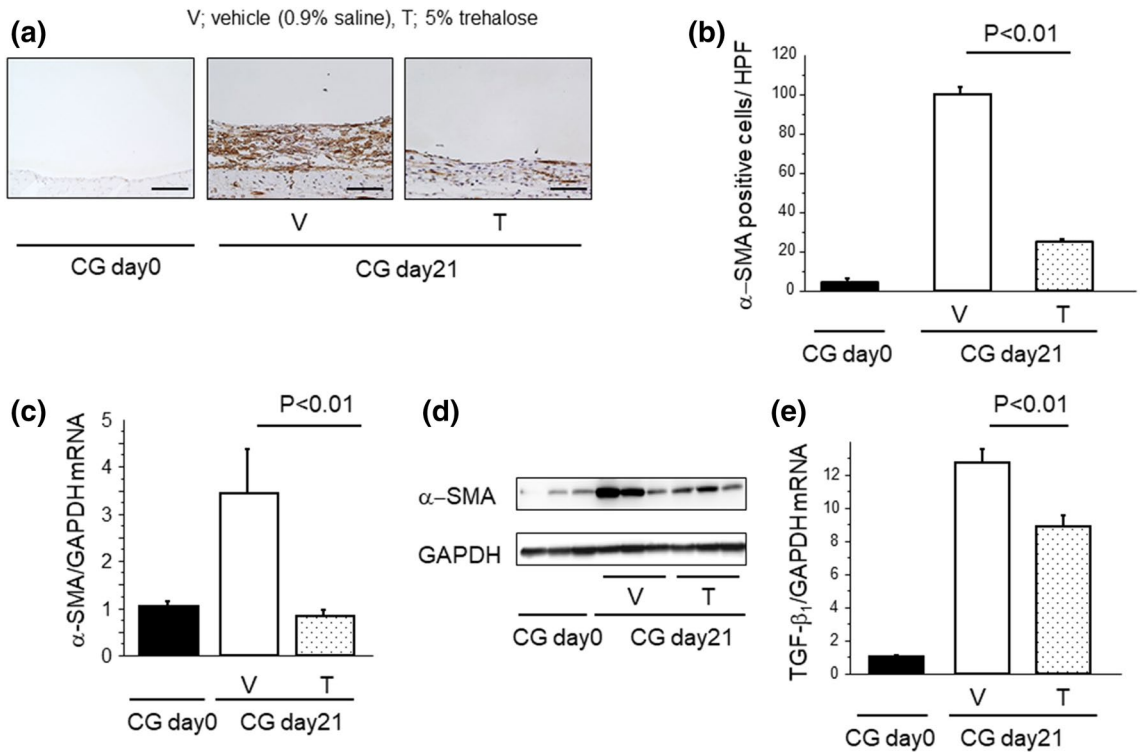 V; vehicle (0.9% saline), T; 5% trehalose
(a)
V
T
CG day0
CG day21
(b)
P<0.01
α–SMA positive cells/ HPF
120
100
80
60
40
20
0
V
T
CG day0
CG day21
(c)
P<0.01
α-SMA/GAPDH mRNA
5
4
3
2
1
0
V
T
CG day0
CG day21
(d)
α–SMA
GAPDH
V
T
CG day0
CG day21
(e)
P<0.01
TGF-β₁/GAPDH mRNA
12
10
8
6
4
2
0
V
T
CG day0
CG day21